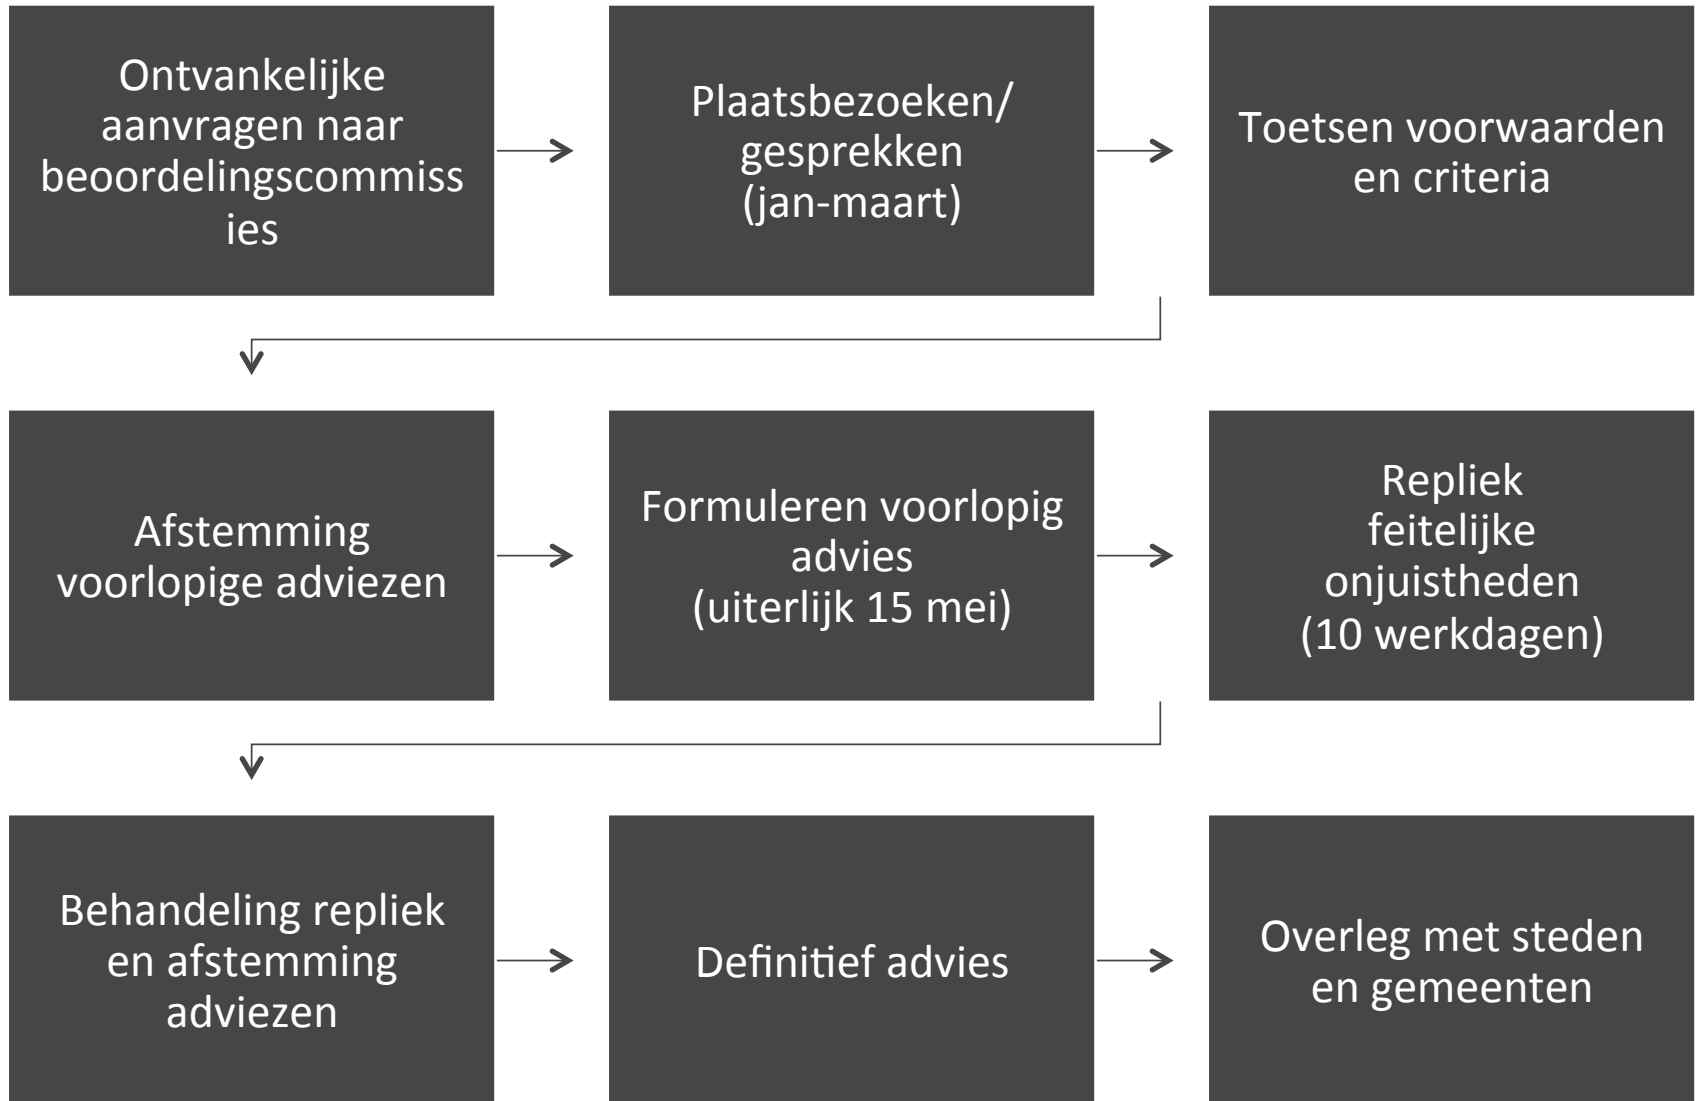 Ontvankelijke
aanvragen naar
beoordelingscommiss
ies
Plaatsbezoeken/
gesprekken
(jan-maart)
Toetsen voorwaarden
en criteria
Afstemming
voorlopige adviezen
Formuleren voorlopig
advies
(uiterlijk 15 mei)
Repliek
feitelijke
onjuistheden
(10 werkdagen)
Behandeling repliek
en afstemming
adviezen
Definitief advies
Overleg met steden
en gemeenten